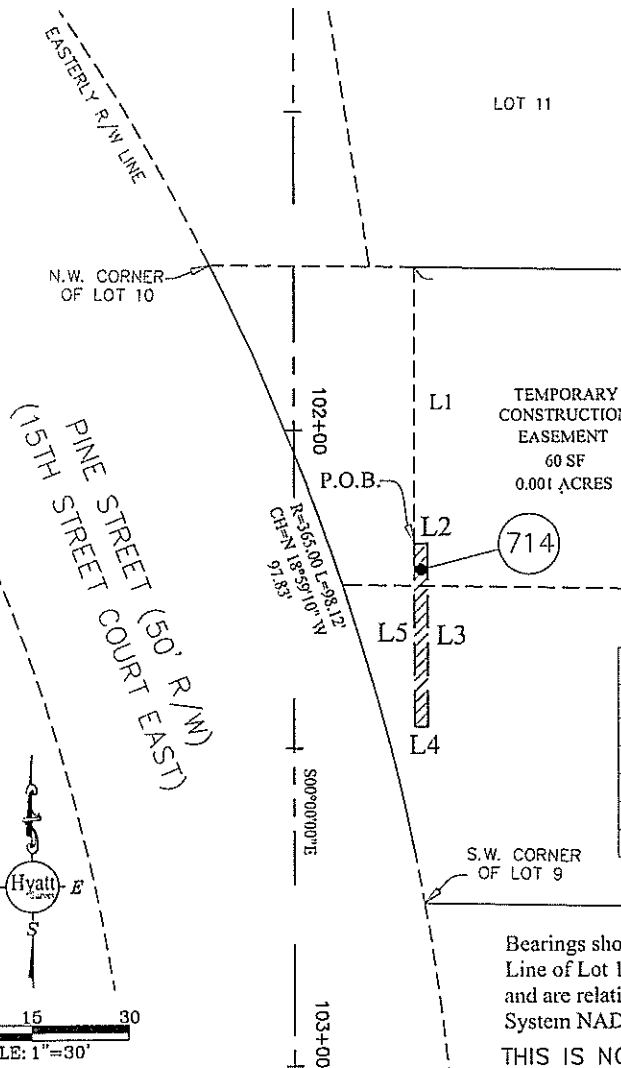 EASTERLY R/W LINE
LOT 11
N.W. CORNER
OF LOT 10
102+00
L1
TEMPORARY
CONSTRUCTION
EASEMENT
60 SF
0.001 ACRES
P.O.B.
L2
714
R=365.00 L=98.12'
CH=N 18°59'10" W
97.83'
PINE STREET (50' R/W)
(15TH STREET COURT EAST)
L5
L3
L4
S00°00'00"E
S.W. CORNER
OF LOT 9
Hyatt
E
S
Bearings sho
Line of Lot 1
and are relati
System NAD
15 30
LE: 1"=30'
103+00
THIS IS NO